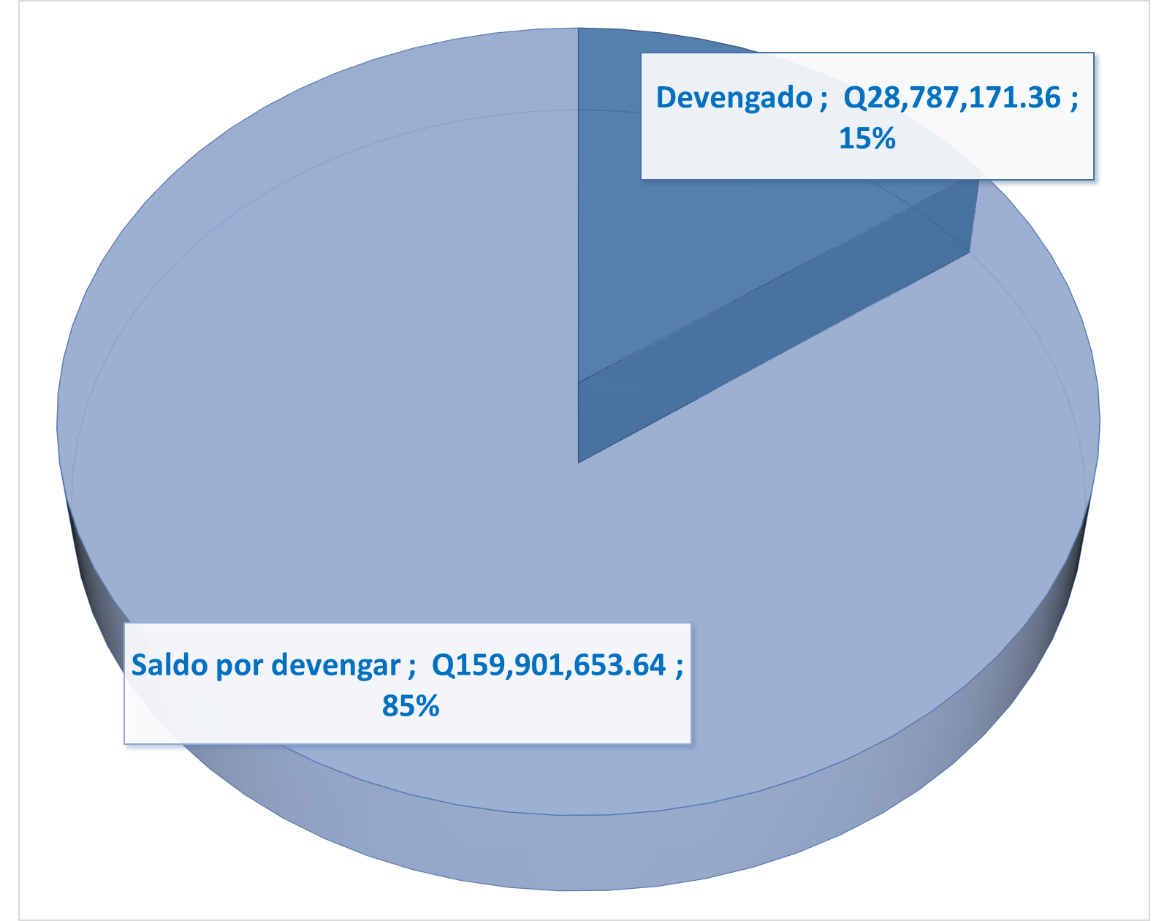 Devengado ; Q28,787,171.36 ;
15%
Saldo por devengar ; Q159,901,653.64 ;
85%